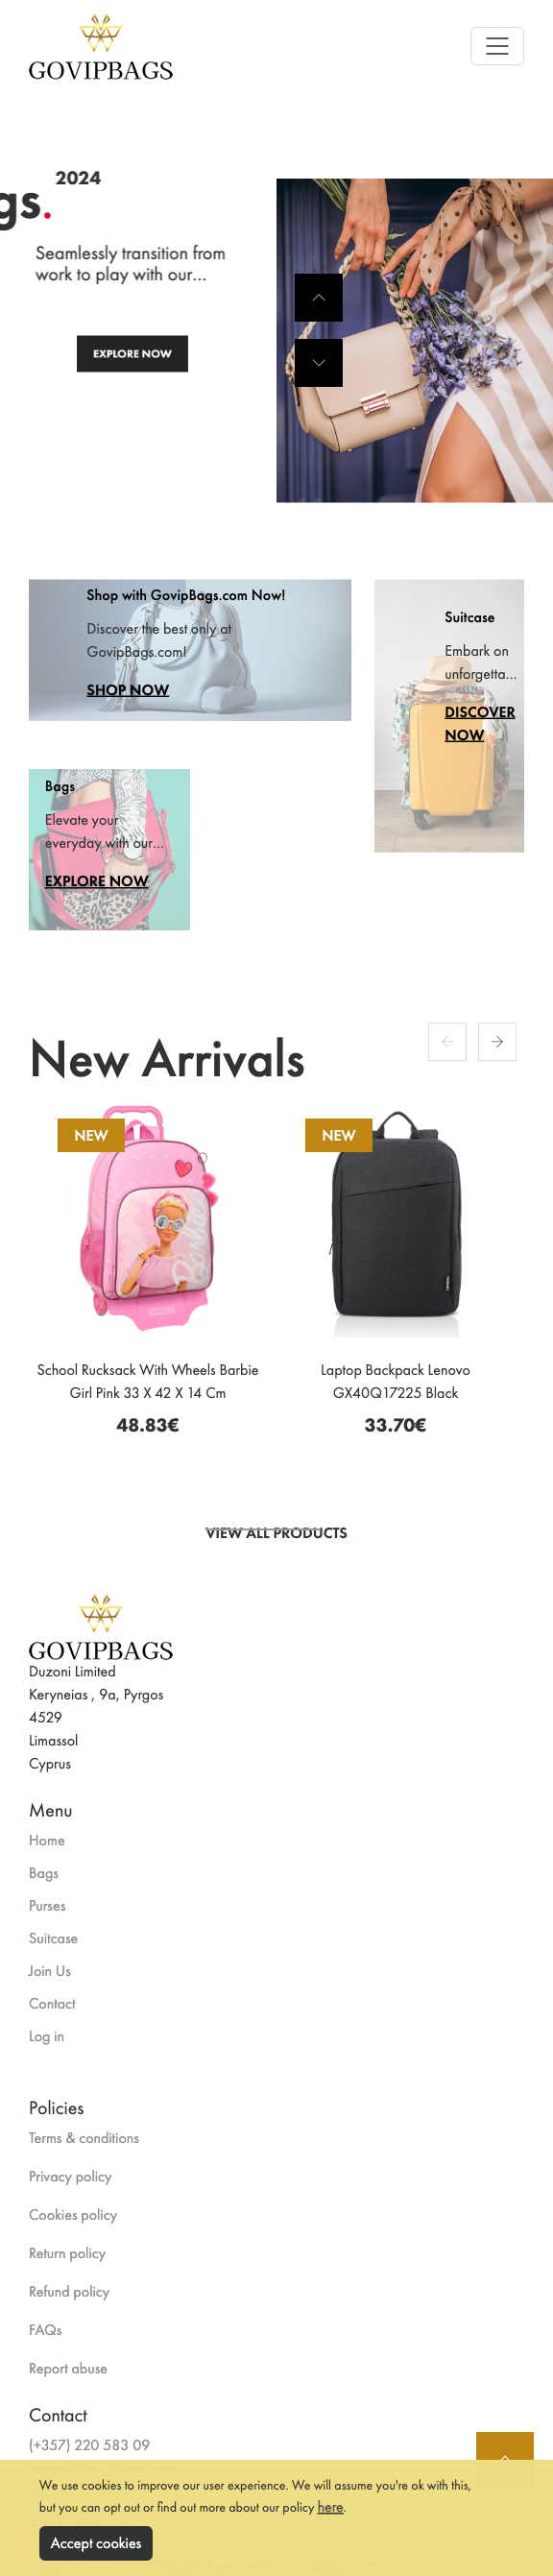 GOVIPBAGS
gs.
2024
Seamlessly transition from
work to play with our...
EXPLORE NOW
Shop with GovipBags.com Now!
Discover the best only at
GovipBags.com!
SHOP NOW
Suitcase
Embark on
unforgetta...
DISCOVER
NOW
Bags
Elevate your
everyday with our...
EXPLORE NOW
New Arrivals
NEW
NEW
School Rucksack With Wheels Barbie
Girl Pink 33 X 42 X 14 Cm
48.83€
Laptop Backpack Lenovo
GX40Q17225 Black
33.70€
VIEW ALL PRODUCTS
GOVIPBAGS
Duzoni Limited
Keryneias , 9a, Pyrgos
4529
Limassol
Cyprus
Menu
Home
Bags
Purses
Suitcase
Join Us
Contact
Log in
Policies
Terms & conditions
Privacy policy
Cookies policy
Return policy
Refund policy
FAQs
Report abuse
Contact
(+357) 220 583 09
We use cookies to improve our user experience. We will assume you're ok with this,
but you can opt out or find out more about our policy here.
Accept cookies